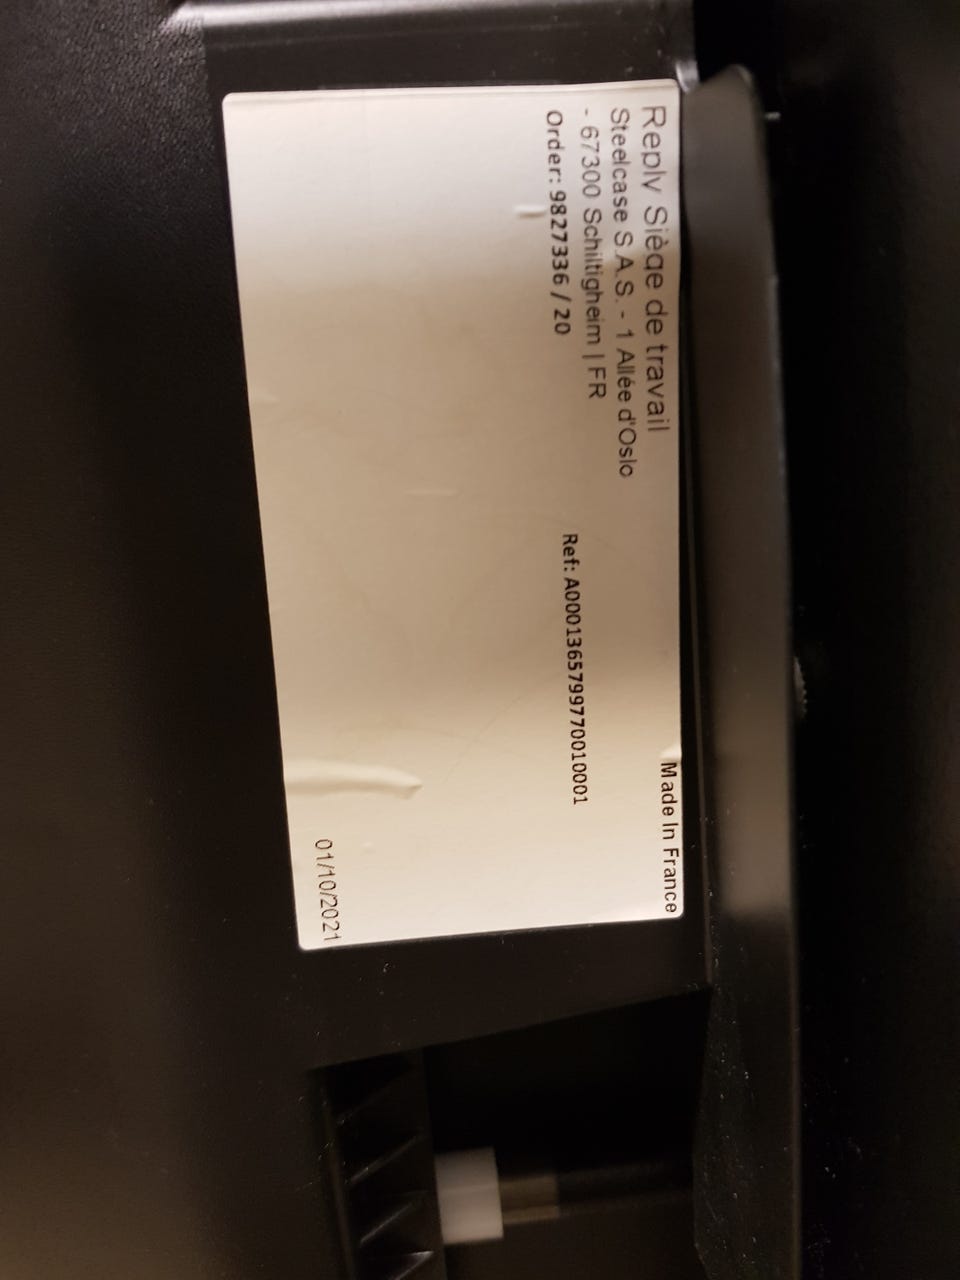 Reply Siège de travail
Made In France
Steelcase S.A.S. - 1 Allée d'Oslo
- 67300 Schiltigheim | FR
Order: 9827336 / 20
Ref: A0001365799770010001
01/10/2021